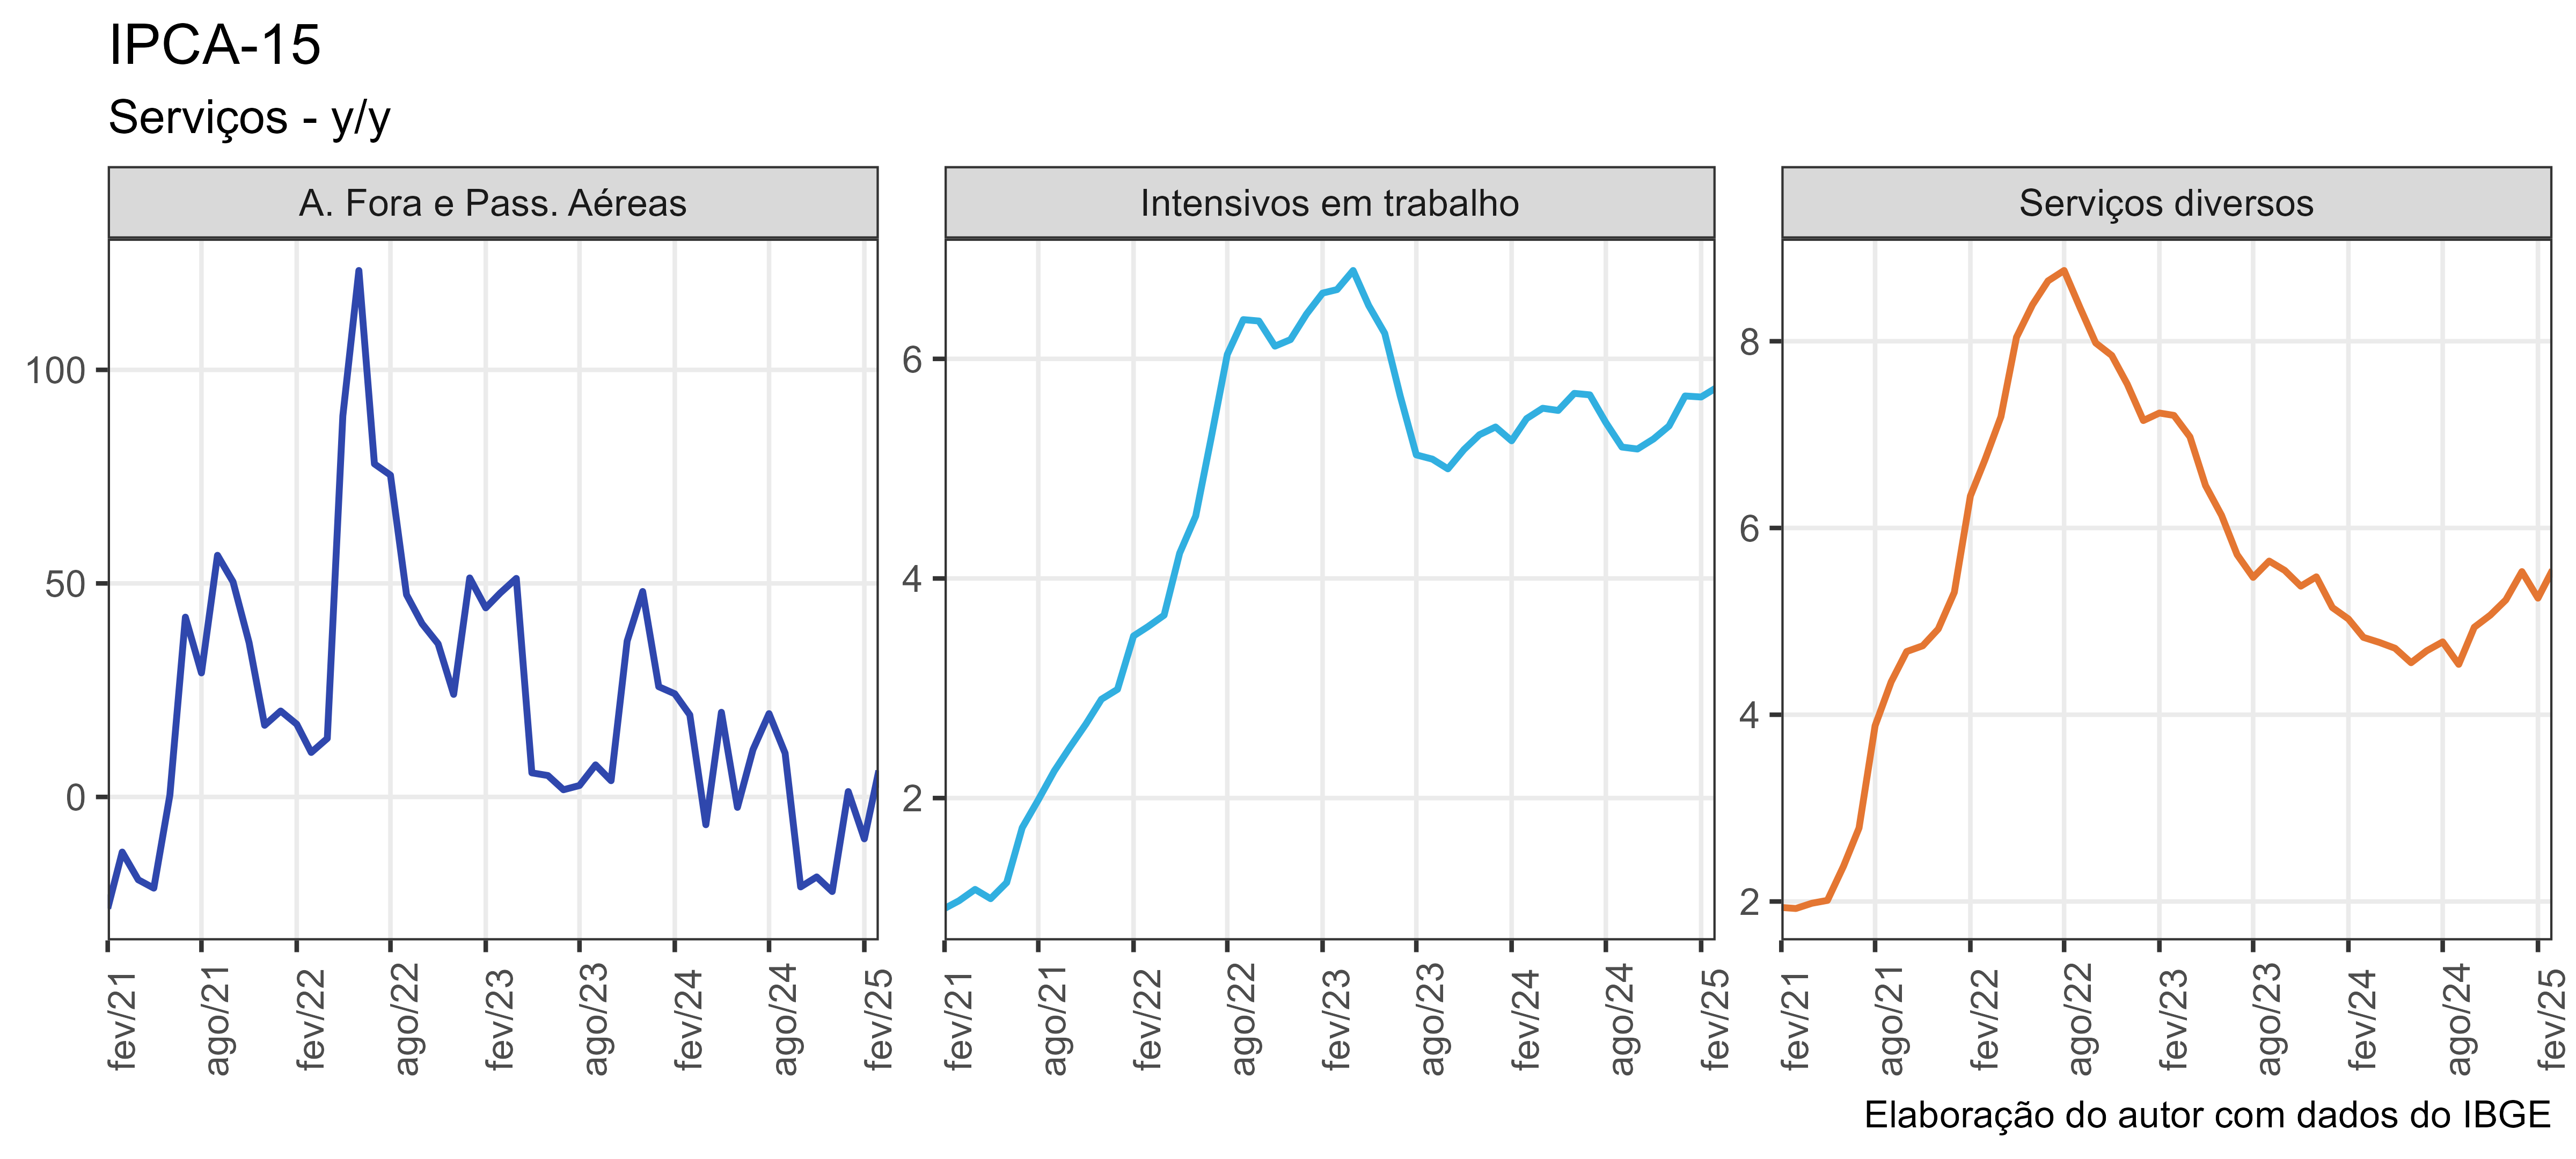 IPCA-15
Serviços - y/y
A. Fora e Pass. Aéreas
Intensivos em trabalho
Serviços diversos
100
50
0
6
4
2
8
6
4
2
fev/21
ago/21
fev/22
ago/22
fev/23
ago/23
fev/24
ago/24
fev/25
fev/21
ago/21
fev/22
ago/22
fev/23
ago/23
fev/24
ago/24
fev/25
fev/21
ago/21
fev/22
ago/22
fev/23
ago/23
fev/24
ago/24
fev/25
Elaboração do autor com dados do IBGE